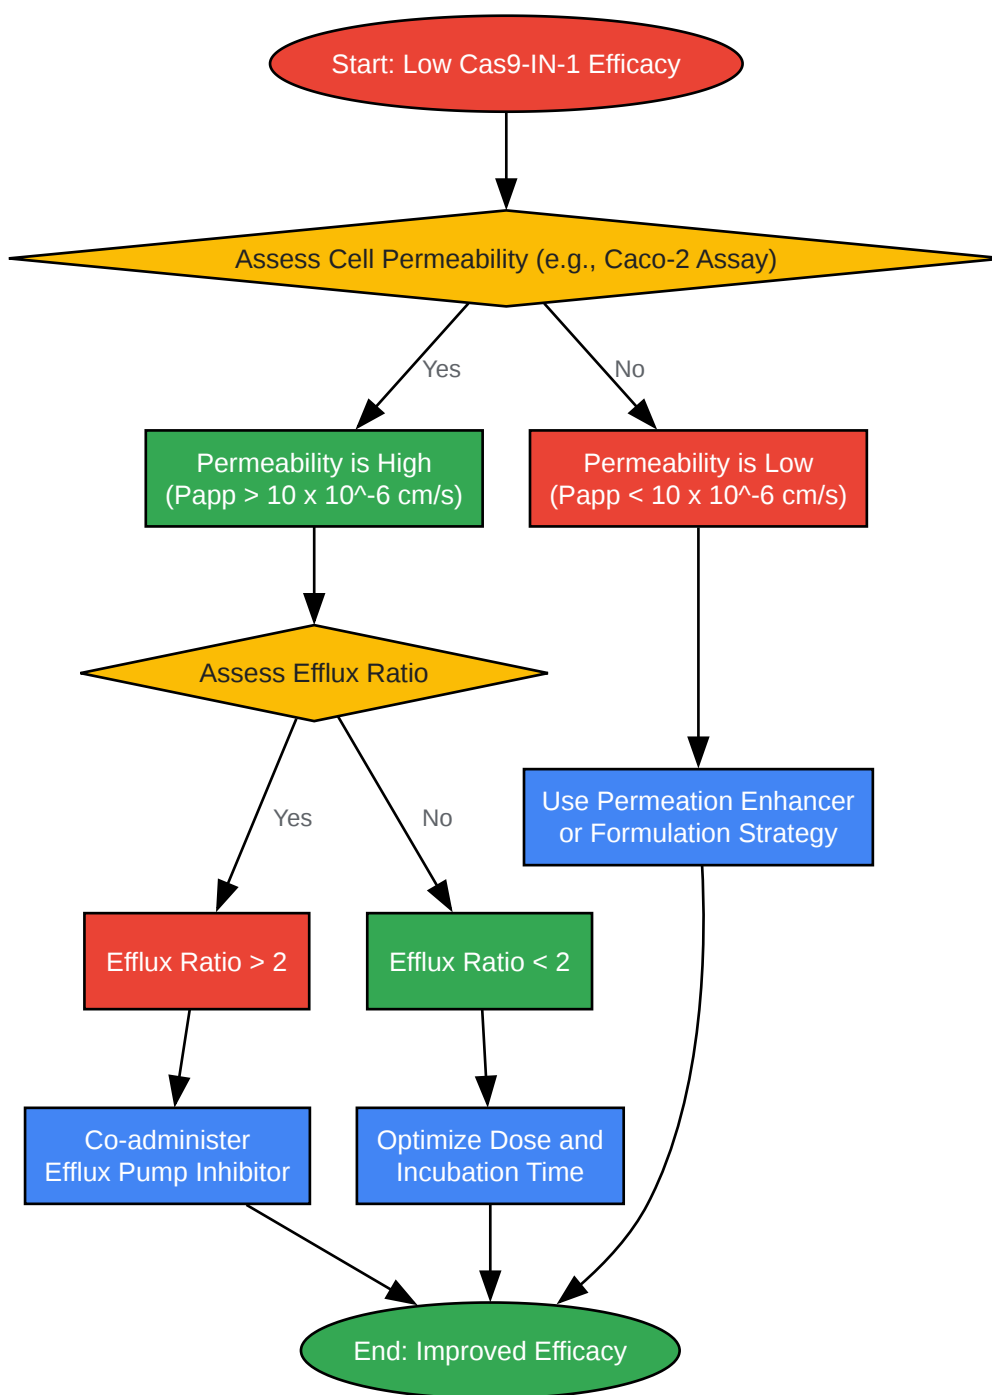 Start: Low Cas9-IN-1 Efficacy
Assess Cell Permeability (e.g., Caco-2 Assay)
Yes
No
Permeability is High
(Papp > 10 x 10^-6 cm/s)
Permeability is Low
(Papp < 10 x 10^-6 cm/s)
Assess Efflux Ratio
Yes
No
Use Permeation Enhancer
or Formulation Strategy
Efflux Ratio > 2
Efflux Ratio < 2
Co-administer
Efflux Pump Inhibitor
Optimize Dose and
Incubation Time
End: Improved Efficacy